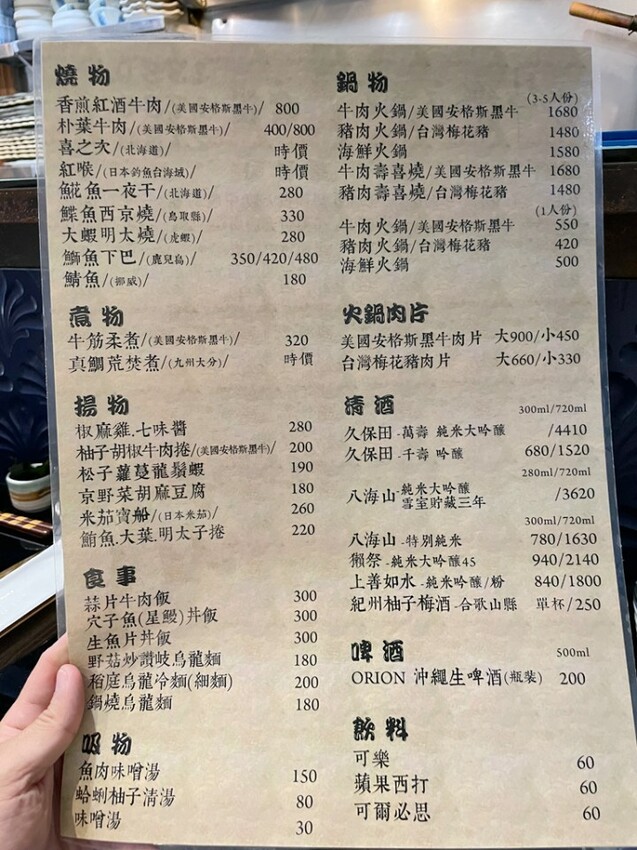 燒物
香煎紅酒牛肉/(美國安格斯黑牛)/ 800
朴葉牛肉/(美國安格斯黑牛)/ 400/800
喜之次/(北海道)/ 時價
紅喉/(日本釣魚台海域)/ 時價
魷魚一夜干/(北海道)/ 280
鰈魚西京燒/(鳥取縣)/ 330
大蝦明太燒/(虎蝦)/ 280
鰤魚下巴/(鹿兒島)/ 350/420/480
鯖魚/(挪威)/ 180
煮物
牛筋柔煮/(美國安格斯黑牛)/ 320
真鯛荒焚煮/(九州大分)/ 時價
揚物
椒麻雞.七味醬 280
柚子胡椒牛肉捲/(美國安格斯黑牛)/ 200
松子蘿蔓龍鬚蝦 190
京野菜胡麻豆腐 180
米茄寶船/(日本米茄)/ 260
鮪魚.大葉.明太子捲 220
食事
蒜片牛肉飯 300
穴子魚(星鰻)丼飯 300
生魚片丼飯 300
野菇炒讚岐烏龍麵 180
稻庭烏龍冷麵(細麵) 200
鍋燒烏龍麵 180
吸物
魚肉味噌湯 150
蛤蜊柚子清湯 80
味噌湯 30
鍋物
(3-5人份)
牛肉火鍋/美國安格斯黑牛 1680
豬肉火鍋/台灣梅花豬 1480
海鮮火鍋 1580
牛肉壽喜燒/美國安格斯黑牛 1680
豬肉壽喜燒/台灣梅花豬 1480
(1人份)
牛肉火鍋/美國安格斯黑牛 550
豬肉火鍋/台灣梅花豬 420
海鮮火鍋 500
火鍋肉片
美國安格斯黑牛肉片 大900/小450
台灣梅花豬肉片 大660/小330
清酒
300ml/720ml
久保田-萬壽 純米大吟釀 /4410
久保田-千壽 吟釀 680/1520
280ml/720ml
八海山-純米大吟釀 雪室貯藏三年 /3620
300ml/720ml
八海山-特別純米 780/1630
獺祭-純米大吟釀45 940/2140
上善如水-純米吟釀/粉 840/1800
紀州柚子梅酒-合歌山縣 單杯/250
啤酒
500ml
ORION 沖繩生啤酒(瓶裝) 200
飲料
可樂 60
蘋果西打 60
可爾必思 60